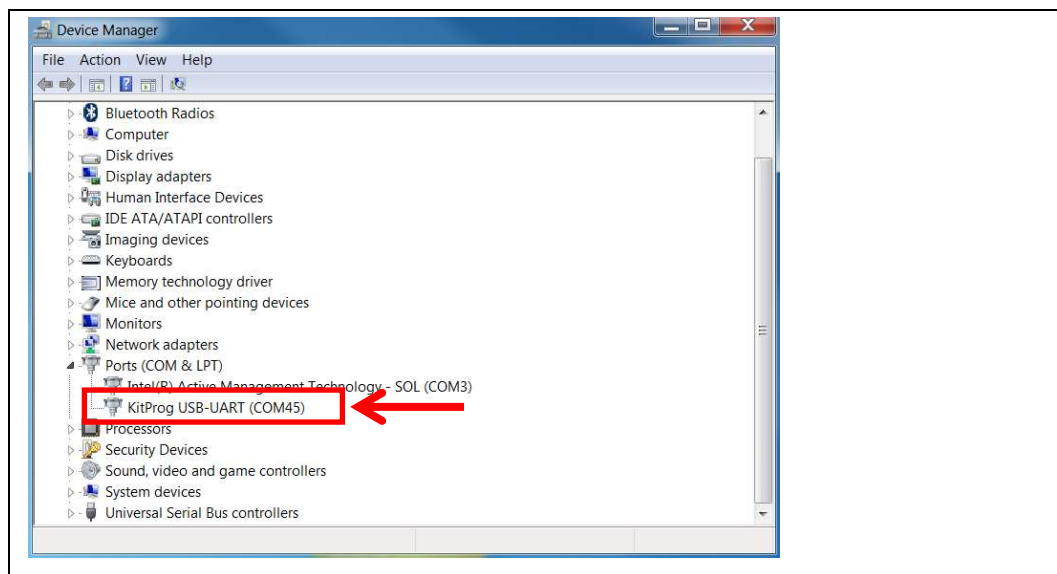 Device Manager
File Action View Help
Bluetooth Radios
Computer
Disk drives
Display adapters
Human Interface Devices
IDE ATA/ATAPI controllers
Imaging devices
Keyboards
Memory technology driver
Mice and other pointing devices
Monitors
Network adapters
Ports (COM & LPT)
Intel(R) Active Management Technology - SOL (COM3)
KitProg USB-UART (COM45)
Processors
Security Devices
Sound, video and game controllers
System devices
Universal Serial Bus controllers